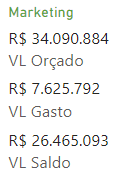 Marketing
R$ 34.090.884
VL Orçado
R$ 7.625.792
VL Gasto
R$ 26.465.093
VL Saldo